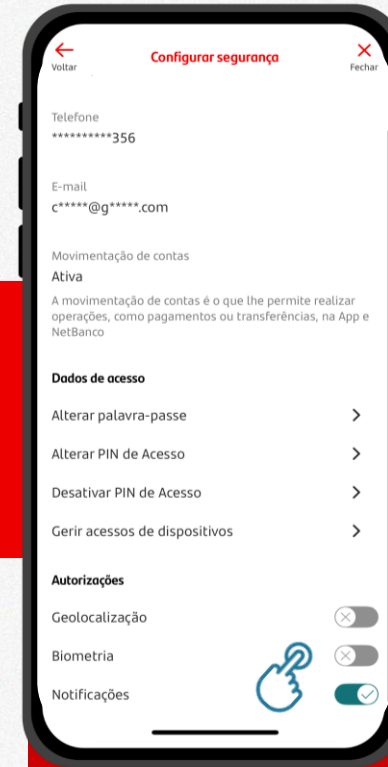 Configurar segurança
Voltar
Fechar
Telefone
**********356
E-mail
c*****@g*****.com
Movimentação de contas
Ativa
A movimentação de contas é o que lhe permite realizar
operações, como pagamentos ou transferências, na App e
NetBanco
Dados de acesso
Alterar palavra-passe
Alterar PIN de Acesso
Desativar PIN de Acesso
Gerir acessos de dispositivos
Autorizações
Geolocalização
Biometria
Notificações